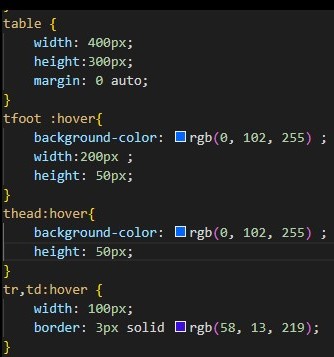 }
table {
    width: 400px;
    height:300px;
    margin: 0 auto;
}
tfoot :hover{
    background-color: rgb(0, 102, 255) ;
    width:200px ;
    height: 50px;
}
thead:hover{
    background-color: rgb(0, 102, 255) ;
    height: 50px;
}
tr,td:hover {
    width: 100px;
    border: 3px solid rgb(58, 13, 219);
}